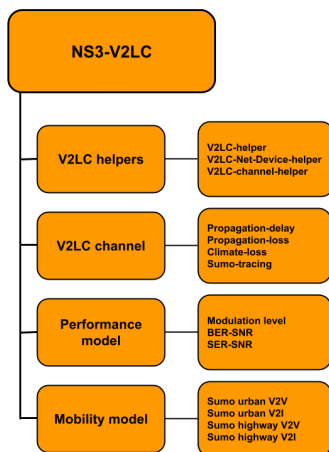 NS3-V2LC
V2LC helpers
V2LC-helper
V2LC-Net-Device-helper
V2LC-channel-helper
V2LC channel
Propagation-delay
Propagation-loss
Climate-loss
Sumo-tracing
Performance model
Modulation level
BER-SNR
SER-SNR
Mobility model
Sumo urban V2V
Sumo urban V2I
Sumo highway V2V
Sumo highway V2I